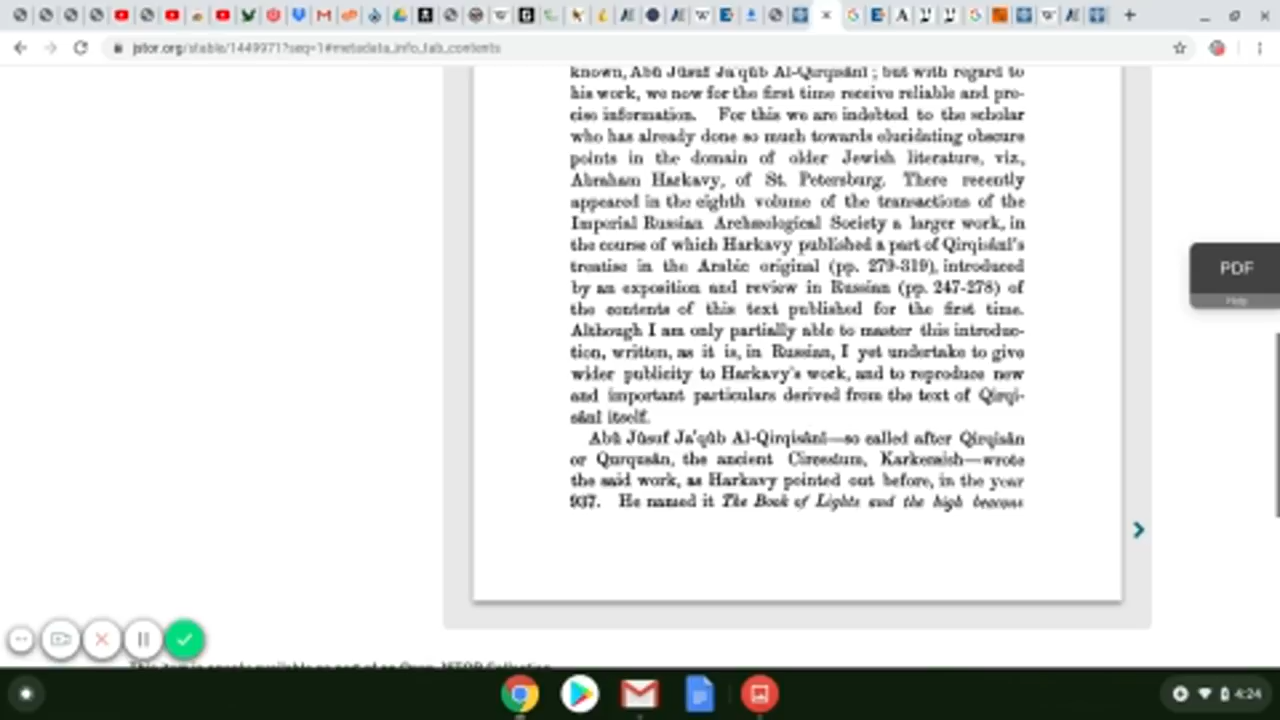 jstor.org/stable/1449971?seq=1#metadata_info_tab_contents
known, Abû Jûsuf Ja'qûb Al-Qirqisânî ; but with regard to
his work, we now for the first time receive reliable and pre-
cise information. For this we are indebted to the scholar
who has already done so much towards elucidating obscure
points in the domain of older Jewish literature, viz.,
Abraham Harkavy, of St. Petersburg. There recently
appeared in the eighth volume of the transactions of the
Imperial Russian Archæological Society a larger work, in
the course of which Harkavy published a part of Qirqisânî's
treatise in the Arabic original (pp. 279-319), introduced
by an exposition and review in Russian (pp. 247-278) of
the contents of this text published for the first time.
Although I am only partially able to master this introduc-
tion, written, as it is, in Russian, I yet undertake to give
wider publicity to Harkavy's work, and to reproduce new
and important particulars derived from the text of Qirqi-
sânî itself.
Abû Jûsuf Ja'qûb Al-Qirqisânî—so called after Qirqisân
or Qurqusân, the ancient Circesium, Karkemish—wrote
the said work, as Harkavy pointed out before, in the year
937. He named it The Book of Lights and the high beacons
PDF
Help
4:24